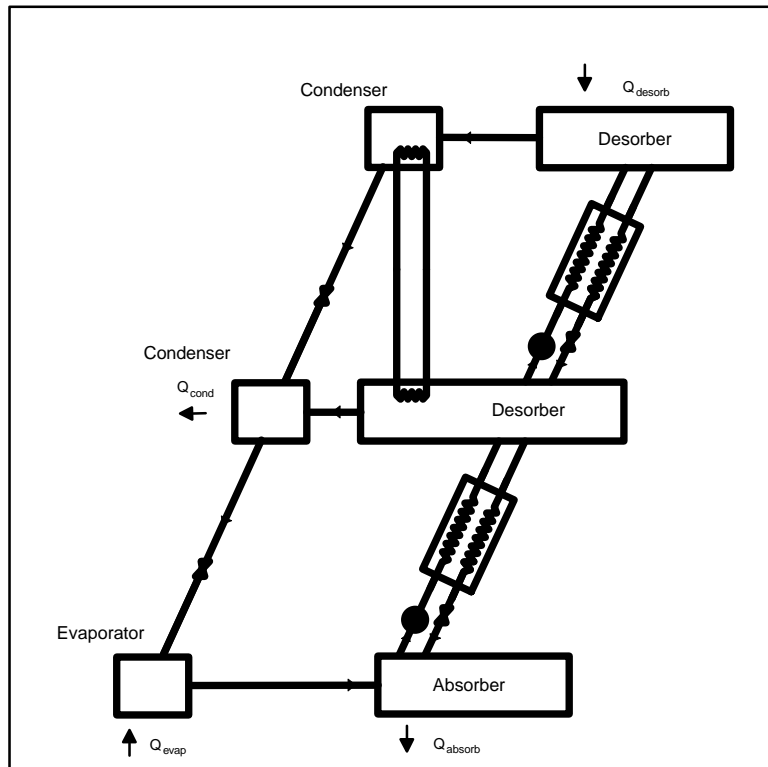 Condenser
Qdesorb
Desorber
Condenser
Qcond
Desorber
Evaporator
Absorber
Qevap
Qabsorb